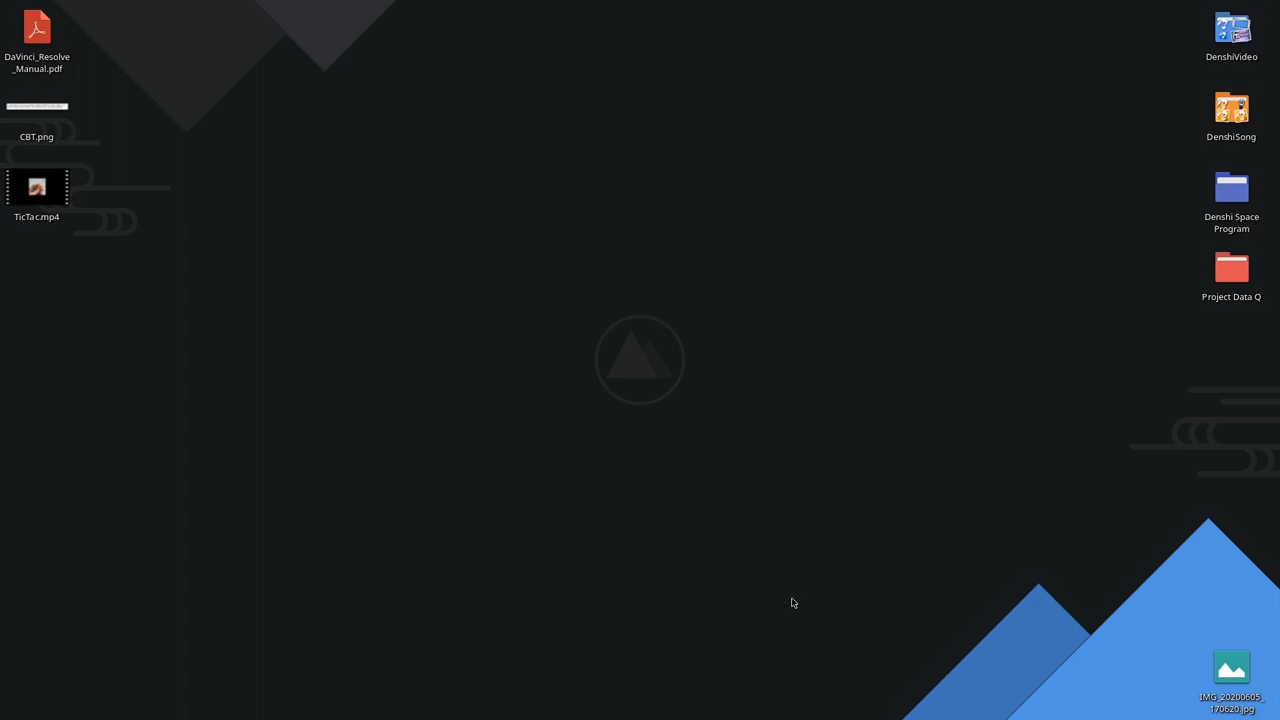 DaVinci_Resolve
_Manual.pdf
CBT.png
TicTac.mp4
DenshiVideo
DenshiSong
Denshi Space
Program
Project Data Q
IMG_20200605_
170620.jpg